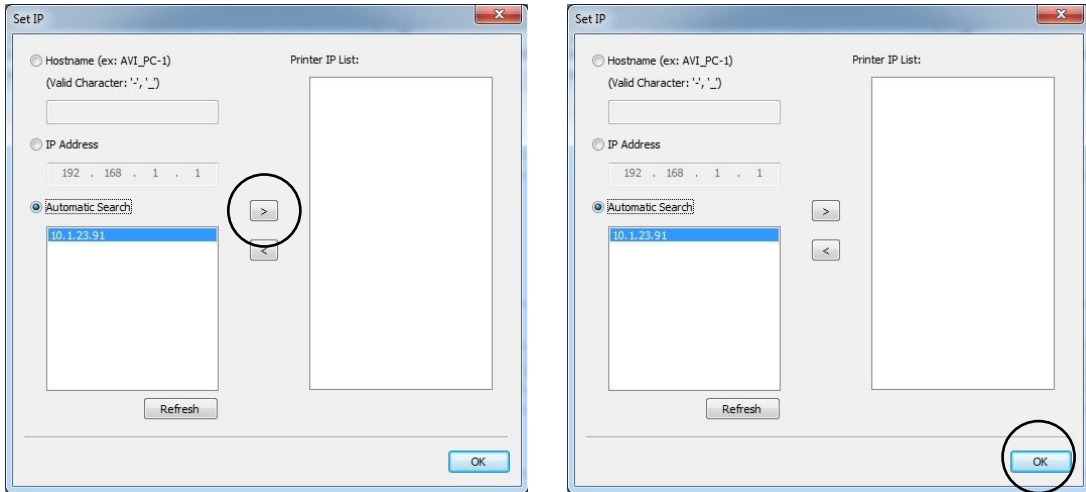 Set IP
Hostname (ex: AVI_PC-1)
(Valid Character: '-', '_')
IP Address
192 . 168 . 1 . 1
Automatic Search
10.1.23.91
Refresh
Printer IP List:
>
<
OK
Set IP
Hostname (ex: AVI_PC-1)
(Valid Character: '-', '_')
IP Address
192 . 168 . 1 . 1
Automatic Search
10.1.23.91
Refresh
Printer IP List:
>
<
OK